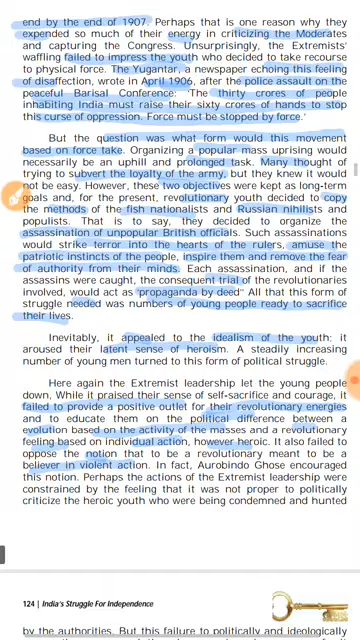 end by the end of 1907. Perhaps that is one reason why they
expended so much of their energy in criticizing the Moderates
and capturing the Congress. Unsurprisingly, the Extremists'
waffling failed to impress the youth who decided to take recourse
to physical force. The Yugantar, a newspaper echoing this feeling
of disaffection, wrote in April 1906, after the police assault on the
peaceful Barisal Conference: 'The thirty crores of people
inhabiting India must raise their sixty crores of hands to stop
this curse of oppression. Force must be stopped by force.'
But the question was what form would this movement
based on force take. Organizing a popular mass uprising would
necessarily be an uphill and prolonged task. Many thought of
trying to subvert the loyalty of the army, but they knew it would
not be easy. However, these two objectives were kept as long-term
goals and, for the present, revolutionary youth decided to copy
the methods of the fish nationalists and Russian nihilists and
populists. That is to say, they decided to organize the
assassination of unpopular British officials. Such assassinations
would strike terror into the hearts of the rulers, amuse the
patriotic instincts of the people, inspire them and remove the fear
of authority from their minds. Each assassination, and if the
assassins were caught, the consequent trial of the revolutionaries
involved, would act as 'propaganda by deed" All that this form of
struggle needed was numbers of young people ready to sacrifice
their lives.
Inevitably, it appealed to the idealism of the youth; it
aroused their latent sense of heroism. A steadily increasing
number of young men turned to this form of political struggle.
Here again the Extremist leadership let the young people
down, While it praised their sense of self-sacrifice and courage, it
failed to provide a positive outlet for their revolutionary energies
and to educate them on the political difference between a
evolution based on the activity of the masses and a revolutionary
feeling based on individual action, however heroic. It also failed to
oppose the notion that to be a revolutionary meant to be a
believer in violent action. In fact, Aurobindo Ghose encouraged
this notion. Perhaps the actions of the Extremist leadership were
constrained by the feeling that it was not proper to politically
criticize the heroic youth who were being condemned and hunted
124 | India's Struggle For Independence
by the authorities. But this failure to politically and ideologically